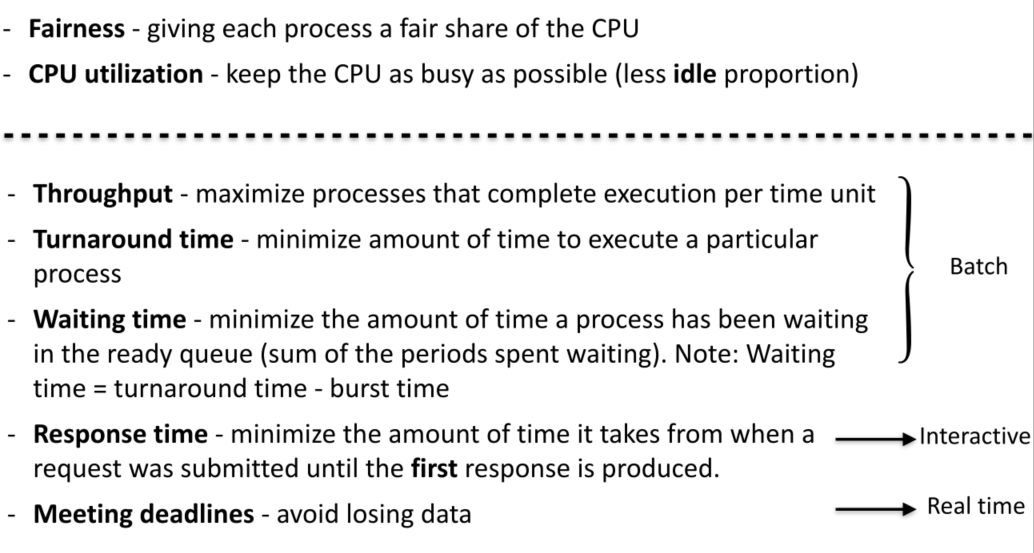 - Fairness - giving each process a fair share of the CPU
- CPU utilization - keep the CPU as busy as possible (less idle proportion)
- Throughput - maximize processes that complete execution per time unit
- Turnaround time - minimize amount of time to execute a particular
process
Batch
- Waiting time - minimize the amount of time a process has been waiting
in the ready queue (sum of the periods spent waiting). Note: Waiting
time = turnaround time - burst time
- Response time - minimize the amount of time it takes from when a
request was submitted until the first response is produced.
Interactive
- Meeting deadlines - avoid losing data
Real time